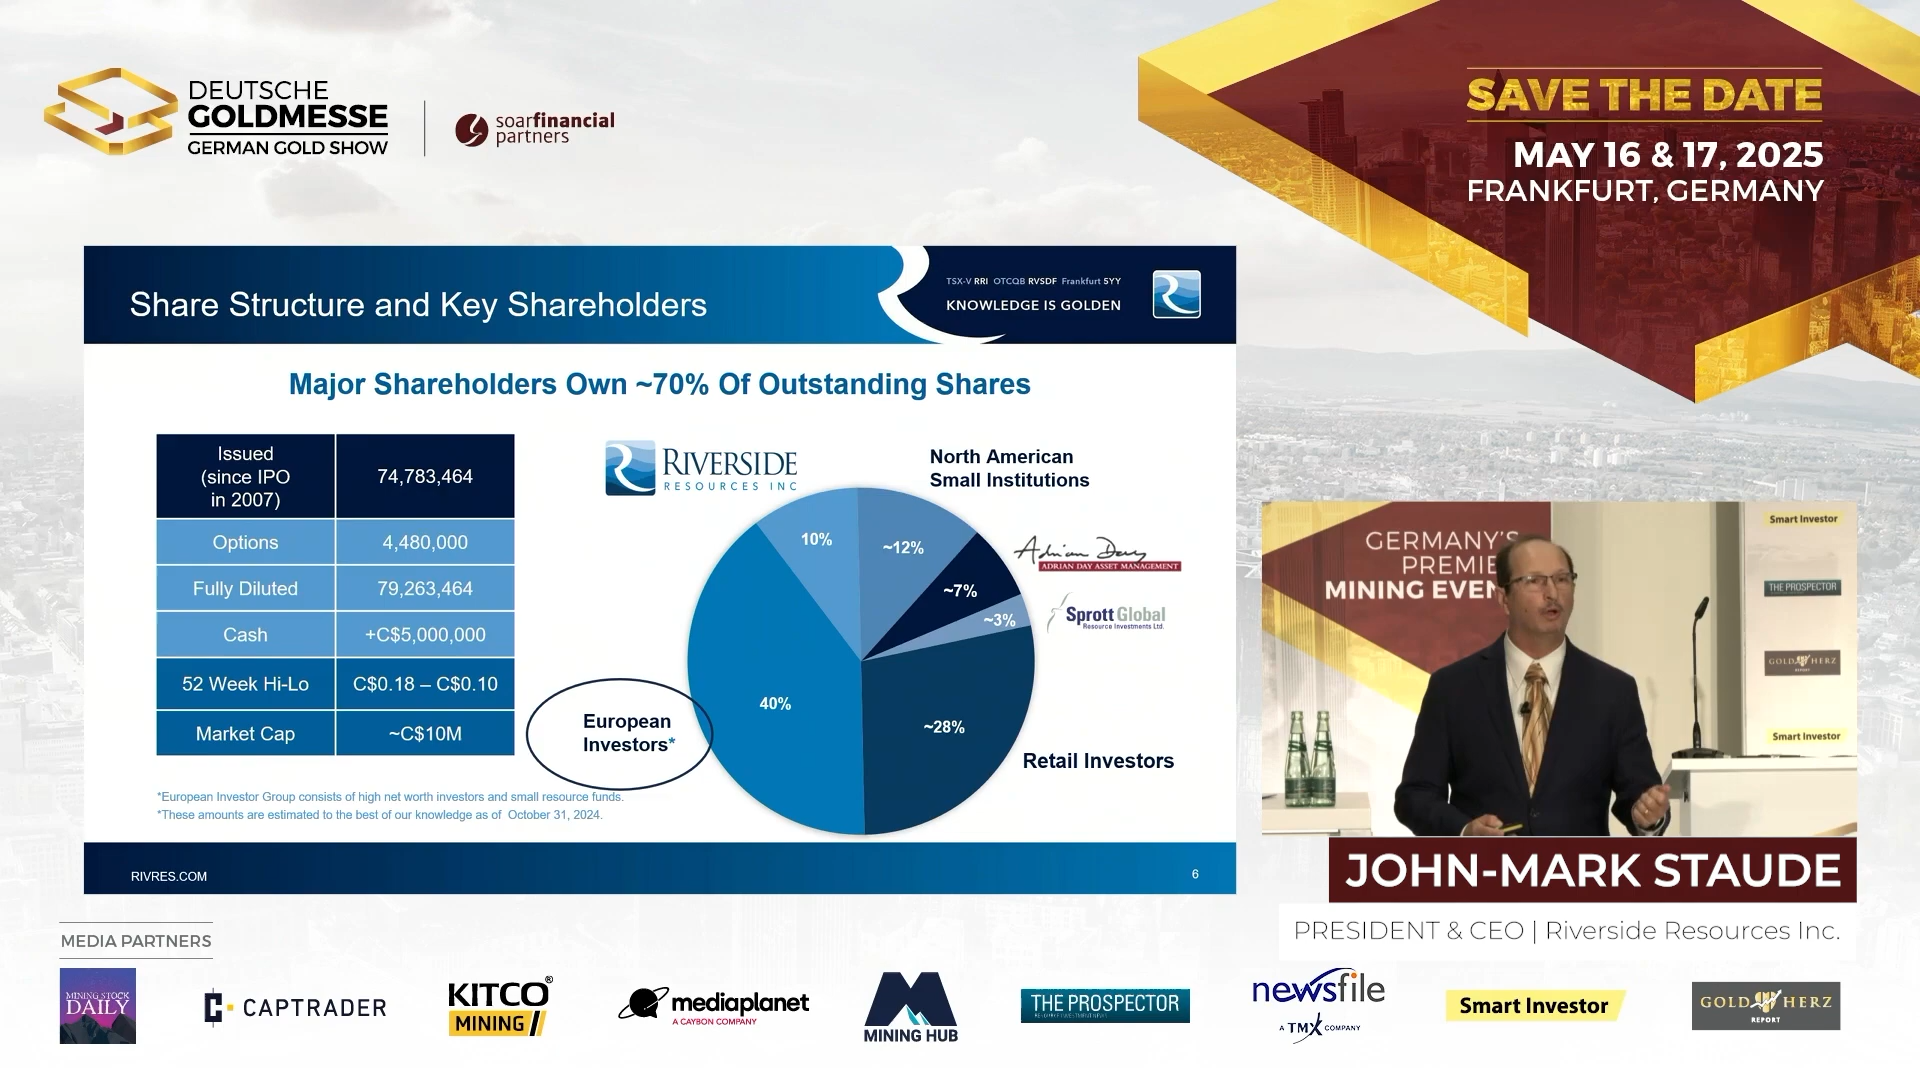 DEUTSCHE
GOLDMESSE
GERMAN GOLD SHOW
soarfinancial
partners
SAVE THE DATE
MAY 16 & 17, 2025
FRANKFURT, GERMANY
Share Structure and Key Shareholders
TSX-V RRI OTCQB RVSDF Frankfurt 5YY
KNOWLEDGE IS GOLDEN
Major Shareholders Own ~70% Of Outstanding Shares
Issued
(since IPO
in 2007)
74,783,464
Options
4,480,000
Fully Diluted
79,263,464
Cash
+C$5,000,000
52 Week Hi-Lo
C$0.18 – C$0.10
Market Cap
~C$10M
RIVERSIDE
RESOURCES INC
North American
Small Institutions
Adrian Day
ADRIAN DAY ASSET MANAGEMENT
Sprott Global
Resource Investments Ltd.
10%
~12%
~7%
~3%
40%
~28%
European
Investors*
Retail Investors
*European Investor Group consists of high net worth investors and small resource funds.
*These amounts are estimated to the best of our knowledge as of October 31, 2024.
RIVRES.COM
6
GERMANY'S
PREMIE
MINING EVEN
Smart Investor
THE PROSPECTOR
GOLD HERZ
Smart Investor
JOHN-MARK STAUDE
PRESIDENT & CEO | Riverside Resources Inc.
MEDIA PARTNERS
MINING STOCK
DAILY
CAPTRADER
KITCO®
MINING
mediaplanet
A CAYBON COMPANY
MINING HUB
THE PROSPECTOR
newsfile
A TMX COMPANY
Smart Investor
GOLD HERZ
REPORT